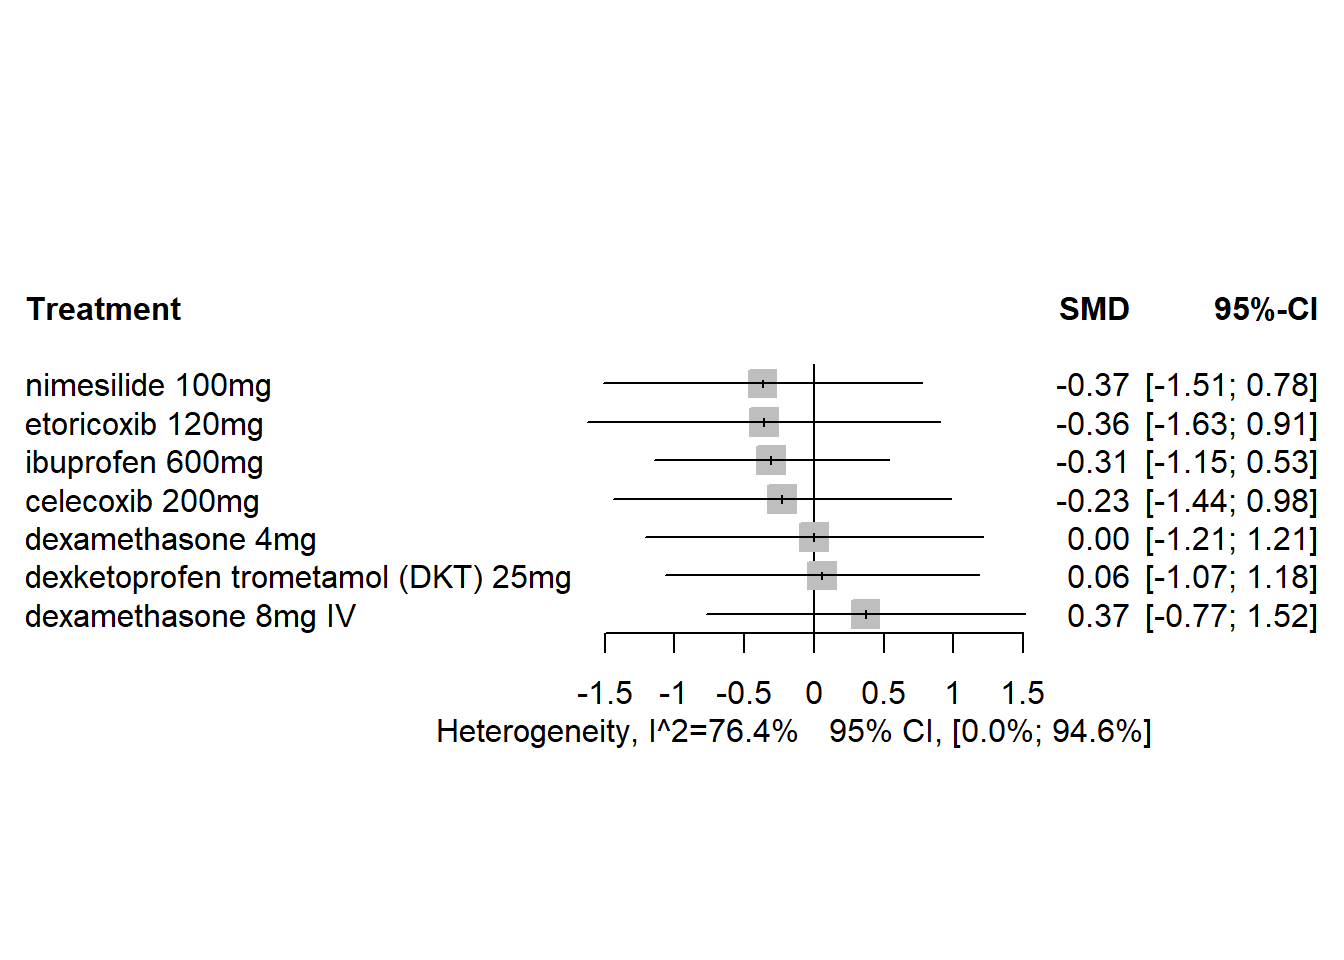 Treatment SMD 95%-CI
nimesilide 100mg -0.37 [-1.51; 0.78]
etoricoxib 120mg -0.36 [-1.63; 0.91]
ibuprofen 600mg -0.31 [-1.15; 0.53]
celecoxib 200mg -0.23 [-1.44; 0.98]
dexamethasone 4mg 0.00 [-1.21; 1.21]
dexketoprofen trometamol (DKT) 25mg 0.06 [-1.07; 1.18]
dexamethasone 8mg IV 0.37 [-0.77; 1.52]
-1.5 -1 -0.5 0 0.5 1 1.5
Heterogeneity, I^2=76.4% 95% CI, [0.0%; 94.6%]